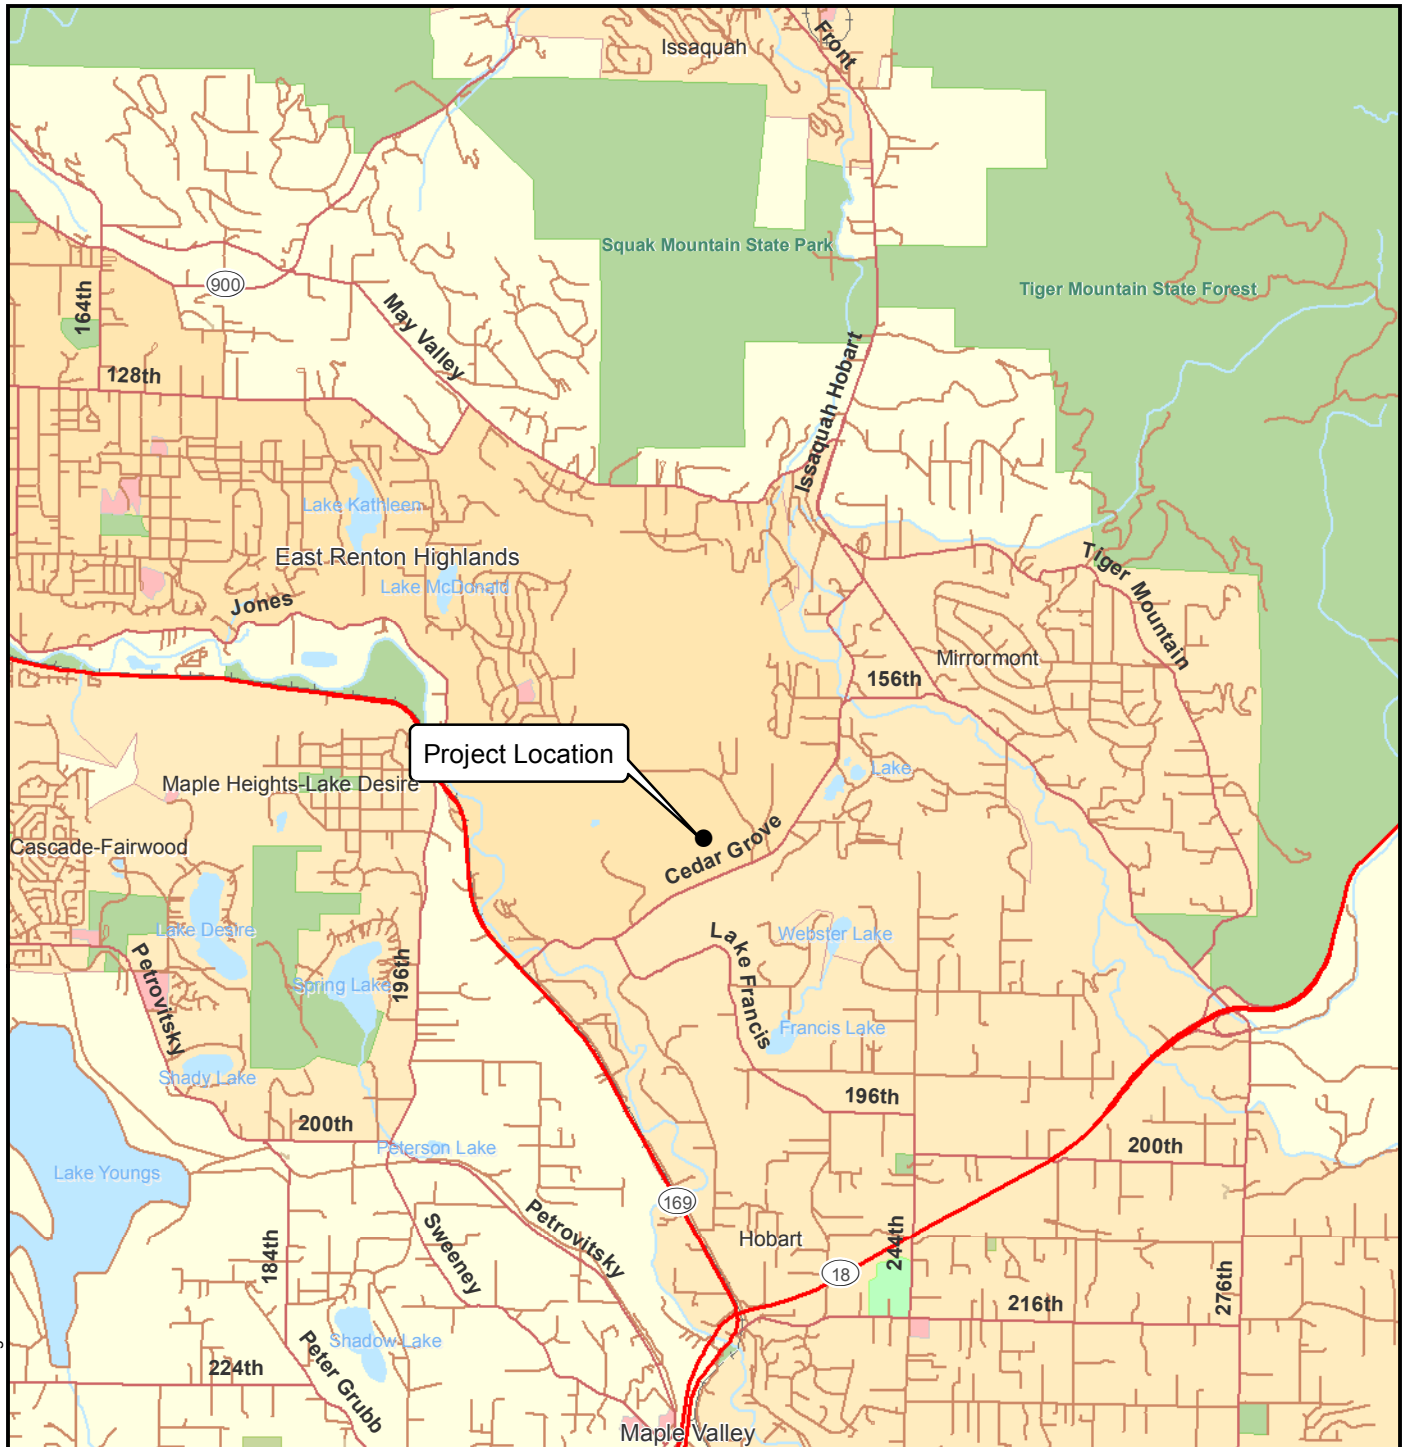 Issaquah
Front
Squak Mountain State Park
Tiger Mountain State Forest
900
164th
May Valley
128th
Issaquah Hobart
Lake Kathleen
East Renton Highlands
Lake McDonald
Tiger Mountain
Jones
Mirrormont
156th
Project Location
Lake
Maple Heights-Lake Desire
Cedar Grove
Cascade-Fairwood
Lake Desire
Petrovitsky
196th
Spring Lake
Lake Francis
Webster Lake
Francis Lake
Shady Lake
196th
200th
200th
Peterson Lake
Lake Youngs
169
Petrovitsky
Sweeney
184th
Hobart
244th
18
276th
216th
Shadow Lake
Peter Grubb
224th
Maple Valley